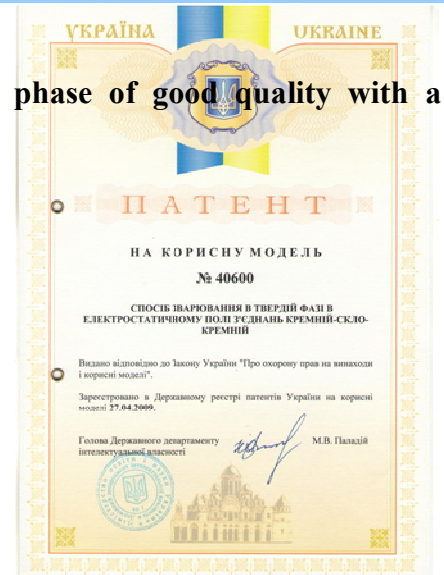 УКРАЇНА UKRAINE
phase of good quality with a
ПАТЕНТ
НА КОРИСНУ МОДЕЛЬ
№ 40600
СПОСІБ ЗВАРЮВАННЯ В ТВЕРДІЙ ФАЗІ В
ЕЛЕКТРОСТАТИЧНОМУ ПОЛІ З'ЄДНАНЬ КРЕМНІЙ-СКЛО-
КРЕМНІЙ
Видано відповідно до Закону України "Про охорону прав на винаходи
і корисні моделі".
Зареєстровано в Державному реєстрі патентів України на корисні
моделі 27.04.2009.
Голова Державного департаменту М.В. Паладій
інтелектуальної власності